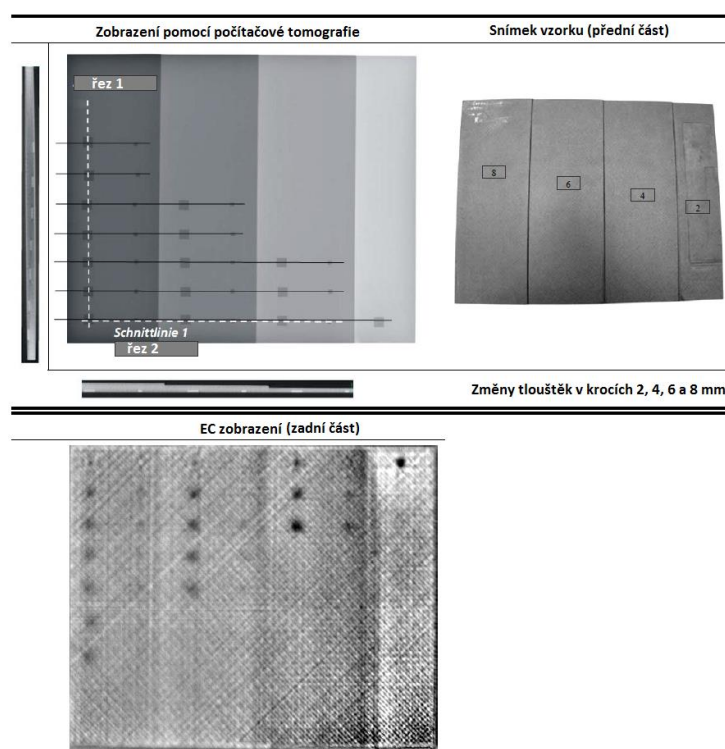 Zobrazení pomocí počítačové tomografie
Snímek vzorku (přední část)
řez 1
8
6
4
2
Schnittlinie 1
řez 2
Změny tlouštěk v krocích 2, 4, 6 a 8 mm
EC zobrazení (zadní část)